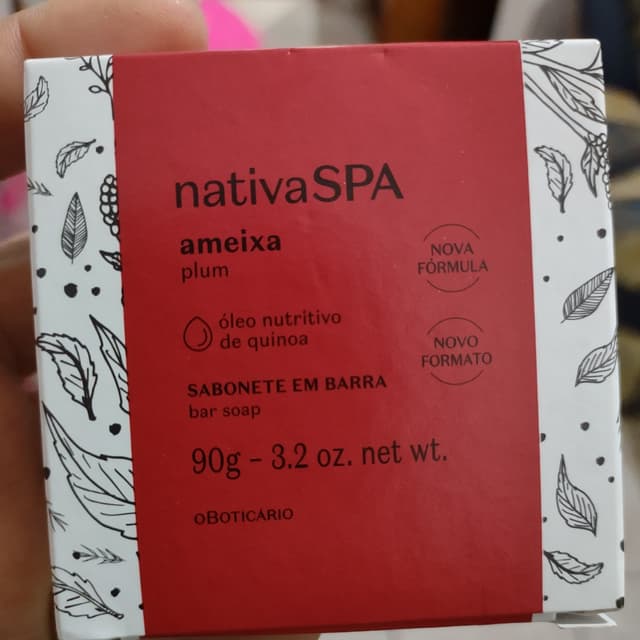 nativaSPA
ameixa
plum
NOVA
FÓRMULA
óleo nutritivo
de quinoa
NOVO
FORMATO
SABONETE EM BARRA
bar soap
90g – 3.2 oz. net wt.
oBOTICÁRIO